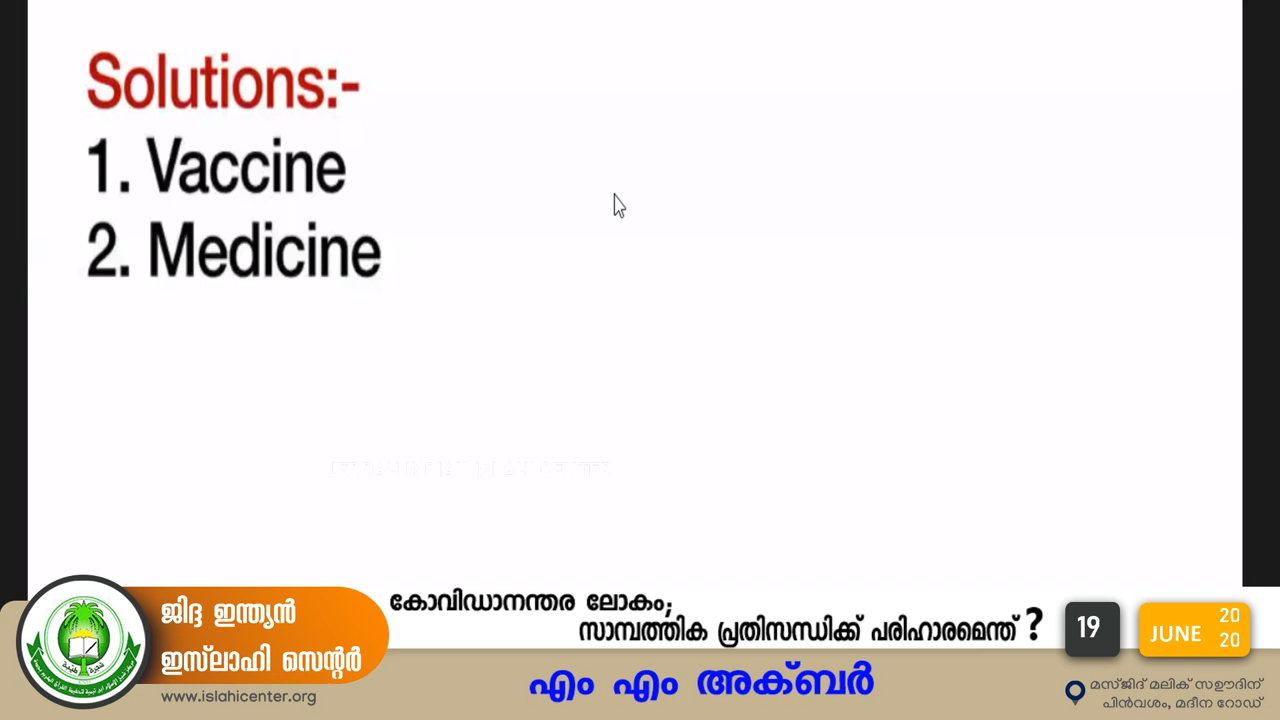 Solutions:-
1. Vaccine
2. Medicine
ജിദ്ദ ഇന്ത്യൻ
ഇസ്‌ലാഹി സെന്റർ
www.islahicenter.org
കോവിഡാനന്തര ലോകം;
സാമ്പത്തിക പ്രതിസന്ധിക്ക് പരിഹാരമെന്ത് ?
എം എം അക്ബർ
19
JUNE
20
20
മസ്ജിദ് മലിക് സഊദിന്
പിൻവശം, മദീന റോഡ്